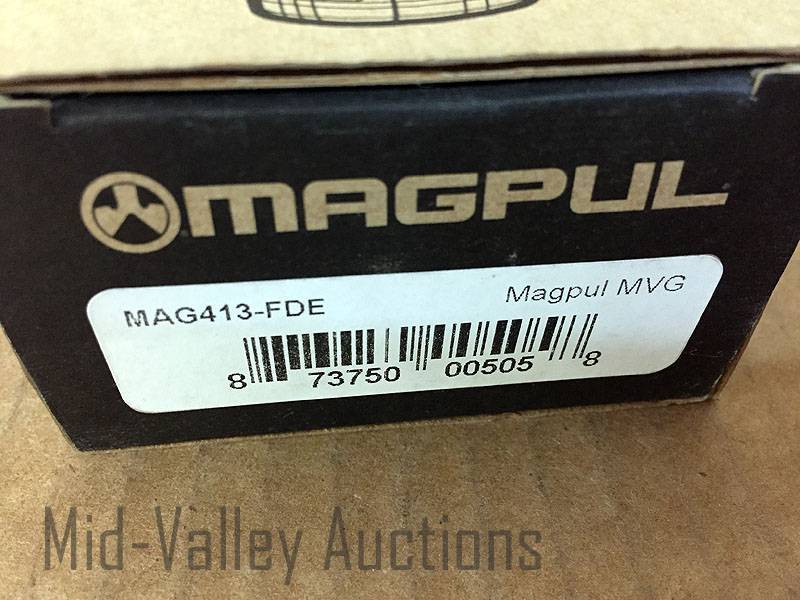 MAGPUL
MAG413-FDE
Magpul MVG
8 73750 00505 8
Mid-Valley Auctions